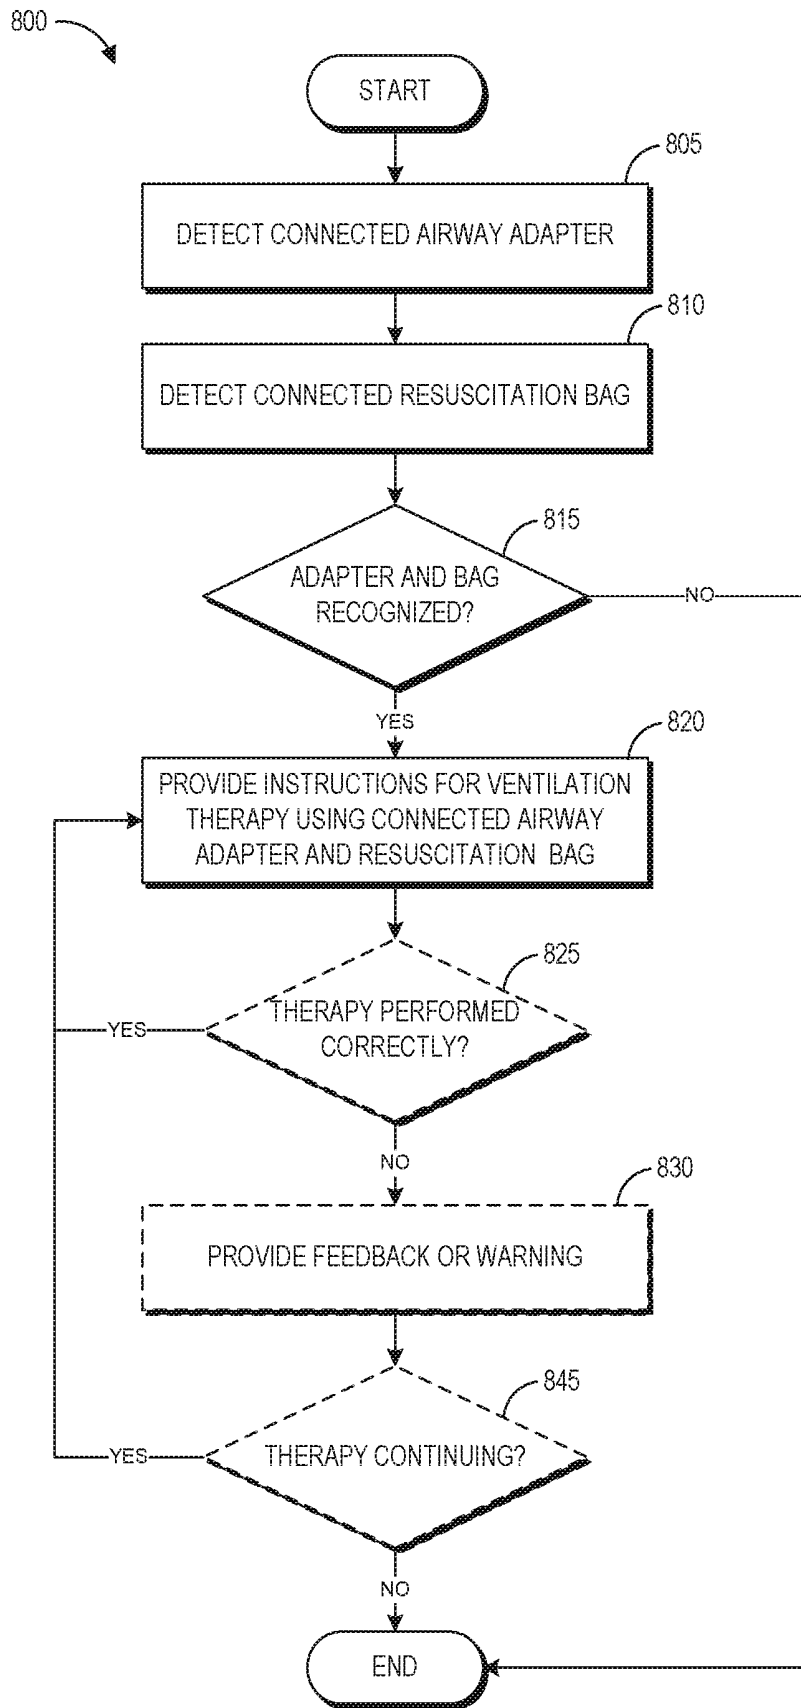 800
START
805
DETECT CONNECTED AIRWAY ADAPTER
810
DETECT CONNECTED RESUSCITATION BAG
815
ADAPTER AND BAG
RECOGNIZED?
NO
YES
820
PROVIDE INSTRUCTIONS FOR VENTILATION
THERAPY USING CONNECTED AIRWAY
ADAPTER AND RESUSCITATION BAG
825
THERAPY PERFORMED
CORRECTLY?
YES
NO
830
PROVIDE FEEDBACK OR WARNING
845
THERAPY CONTINUING?
YES
NO
END